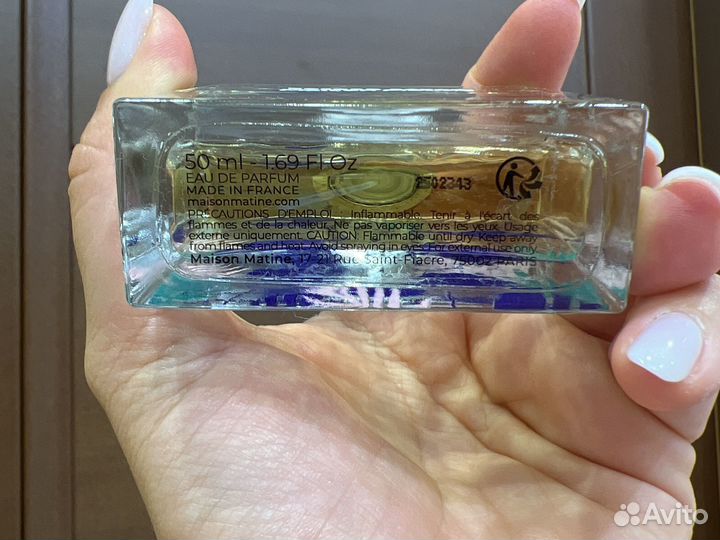 50 ml - 1.69 Fl.Oz
EAU DE PARFUM
MADE IN FRANCE
maisonmatine.com
2502343
PRÉCAUTIONS D'EMPLOI Inflammable. Tenir à l'écart des
flammes et de la chaleur. Ne pas vaporiser vers les yeux. Usage
externe uniquement. CAUTION Flammable until dry. Keep away
from flames and heat. Avoid spraying in eyes. For external use only
Maison Matine, 17-21 Rue Saint-Fiacre, 75002 PARIS
Avito